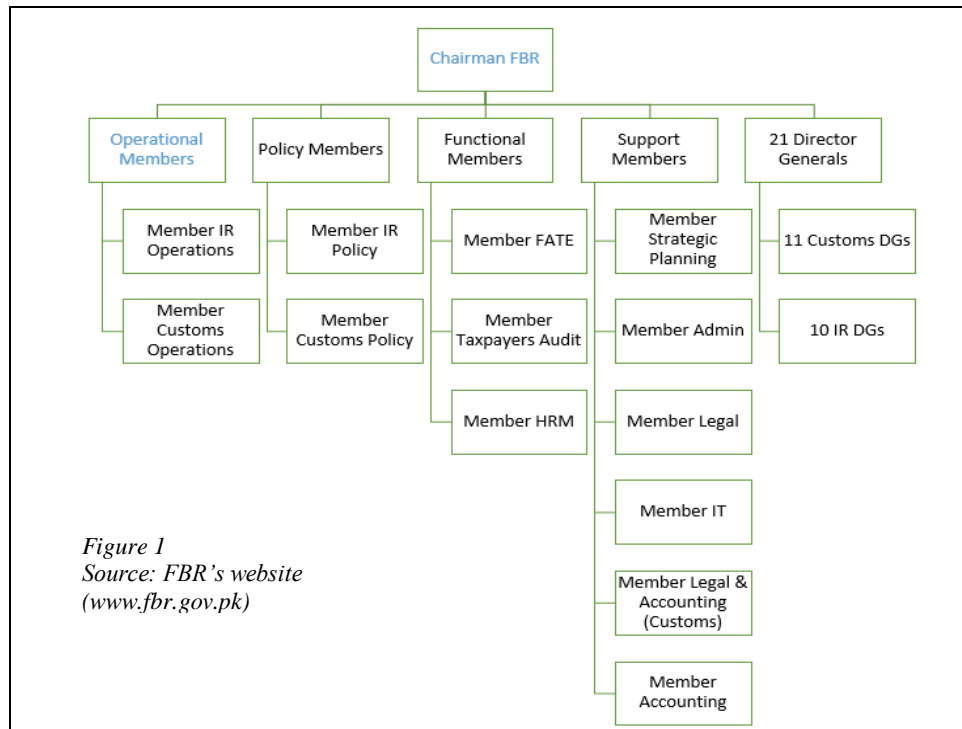 Chairman FBR
Operational
Members
Policy Members
Functional
Members
Support
Members
21 Director
Generals
Member IR
Operations
Member IR
Policy
Member FATE
Member
Strategic
Planning
11 Customs DGs
Member
Customs
Operations
Member
Customs Policy
Member
Taxpayers Audit
Member Admin
10 IR DGs
Member HRM
Member Legal
Member IT
Member Legal &
Accounting
(Customs)
Member
Accounting
Figure 1
Source: FBR’s website
(www.fbr.gov.pk)